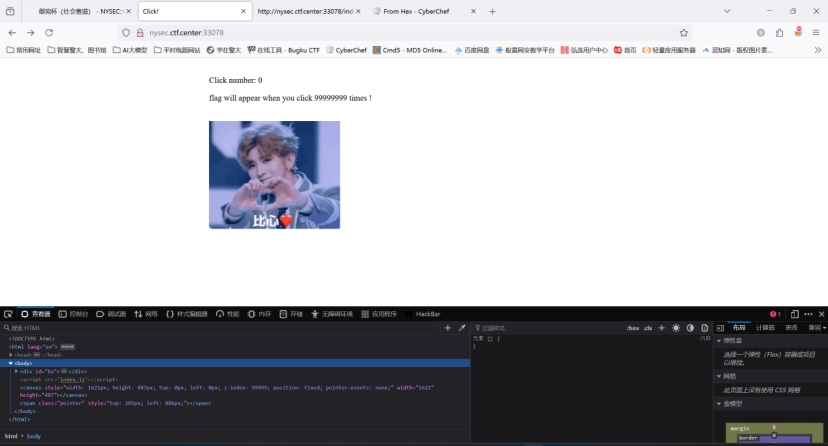 御宛杯（社会赛道） - NYSEC
Click!
http://nysec.ctf.center:33078/ind
From Hex - CyberChef
nysec.ctf.center:33078
常用网址
智慧警大、图书馆
AI大模型
平时练题网站
学在警大
在线工具 - Bugku CTF
CyberChef
Cmd5 - MD5 Online...
百度网盘
蚁景网安教学平台
弘连用户中心
首页
轻量应用服务器
觅知网 - 版权图片素...
Click number: 0
flag will appear when you click 99999999 times !
比心
查看器
控制台
调试器
网络
样式编辑器
性能
内存
存储
无障碍环境
应用程序
HackBar
1
搜索 HTML
过滤样式
:hov .cls
布局
计算值
更改
兼容
<!DOCTYPE html>
<html lang="en"> event
<head> </head>
<body>
<div id="bo"> </div>
<script src="index.js"></script>
<canvas style="width: 1621px; height: 487px; top: 0px; left: 0px; z-index: 99999; position: fixed; pointer-events: none;" width="1621"
height="487"></canvas>
<span class="pointer" style="top: 205px; left: 886px;"></span>
</body>
</html>
元素 { 内联
}
弹性盒
选择一个弹性（Flex）容器或项目
以继续。
网格
此页面上没有使用 CSS 网格
盒模型
margin 8
border 0
html > body